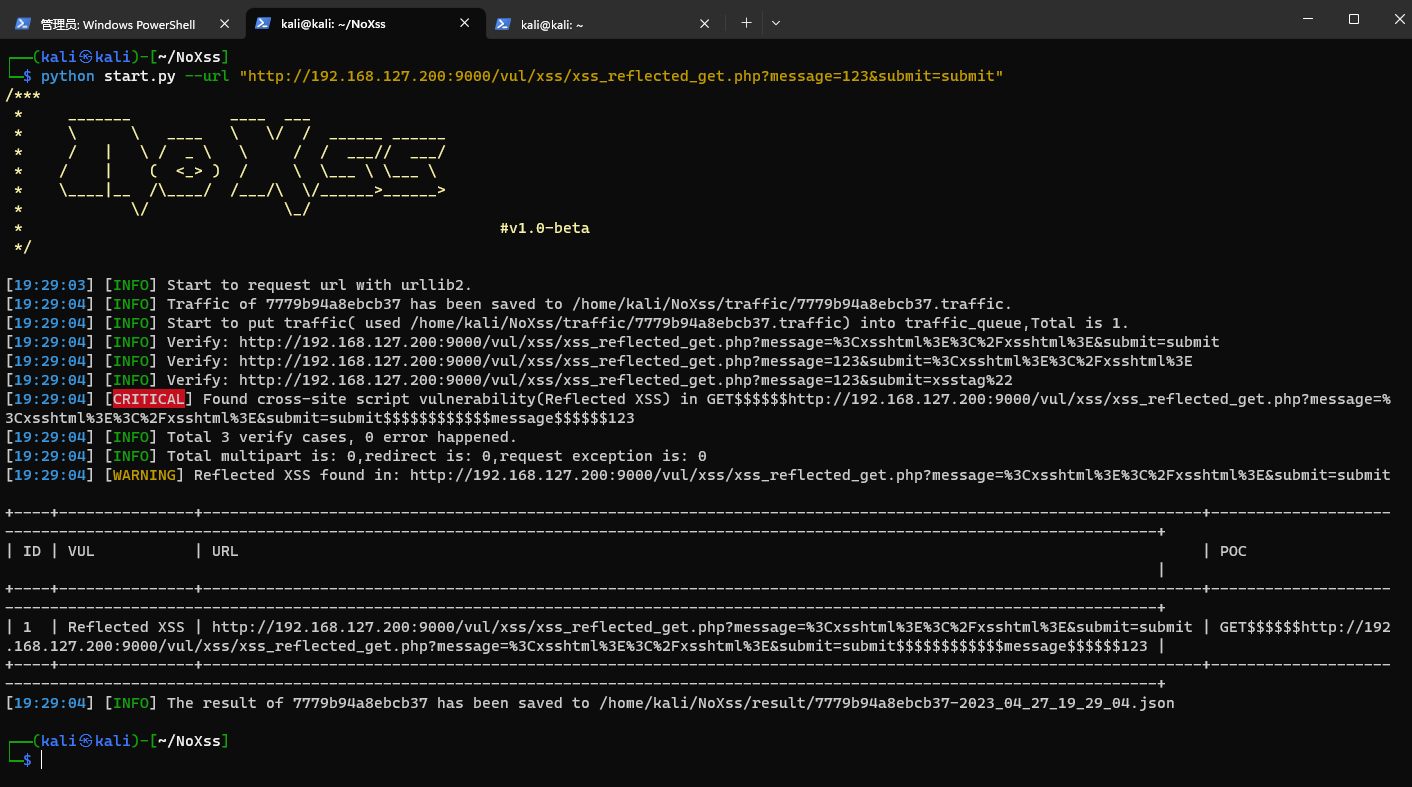 管理员: Windows PowerShell
kali@kali: ~/NoXss
kali@kali: ~
┌──(kali㉿kali)-[~/NoXss]
└─$ python start.py --url "http://192.168.127.200:9000/vul/xss/xss_reflected_get.php?message=123&submit=submit"
/***
 *     _______           ____  ___
 *     \      \   ____   \   \/  /  ______ ______
 *     /   |   \ /  _ \   \     /  /  ___//  ___/
 *    /    |    (  <_> )  /     \  \___ \ \___ \
 *    \____|__  /\____/  /___/\  \/______>______>
 *            \/               \_/
 *                                                     #v1.0-beta
 */
[19:29:03] [INFO] Start to request url with urllib2.
[19:29:04] [INFO] Traffic of 7779b94a8ebcb37 has been saved to /home/kali/NoXss/traffic/7779b94a8ebcb37.traffic.
[19:29:04] [INFO] Start to put traffic( used /home/kali/NoXss/traffic/7779b94a8ebcb37.traffic) into traffic_queue,Total is 1.
[19:29:04] [INFO] Verify: http://192.168.127.200:9000/vul/xss/xss_reflected_get.php?message=%3Cxsshtml%3E%3C%2Fxsshtml%3E&submit=submit
[19:29:04] [INFO] Verify: http://192.168.127.200:9000/vul/xss/xss_reflected_get.php?message=123&submit=%3Cxsshtml%3E%3C%2Fxsshtml%3E
[19:29:04] [INFO] Verify: http://192.168.127.200:9000/vul/xss/xss_reflected_get.php?message=123&submit=xsstag%22
[19:29:04] [CRITICAL] Found cross-site script vulnerability(Reflected XSS) in GET$$$$$$http://192.168.127.200:9000/vul/xss/xss_reflected_get.php?message=%
3Cxsshtml%3E%3C%2Fxsshtml%3E&submit=submit$$$$$$$$$$$$message$$$$$$123
[19:29:04] [INFO] Total 3 verify cases, 0 error happened.
[19:29:04] [INFO] Total multipart is: 0,redirect is: 0,request exception is: 0
[19:29:04] [WARNING] Reflected XSS found in: http://192.168.127.200:9000/vul/xss/xss_reflected_get.php?message=%3Cxsshtml%3E%3C%2Fxsshtml%3E&submit=submit
| ID | VUL | URL | POC
|
| 1 | Reflected XSS | http://192.168.127.200:9000/vul/xss/xss_reflected_get.php?message=%3Cxsshtml%3E%3C%2Fxsshtml%3E&submit=submit | GET$$$$$$http://192
.168.127.200:9000/vul/xss/xss_reflected_get.php?message=%3Cxsshtml%3E%3C%2Fxsshtml%3E&submit=submit$$$$$$$$$$$$message$$$$$$123 |
[19:29:04] [INFO] The result of 7779b94a8ebcb37 has been saved to /home/kali/NoXss/result/7779b94a8ebcb37-2023_04_27_19_29_04.json
┌──(kali㉿kali)-[~/NoXss]
└─$